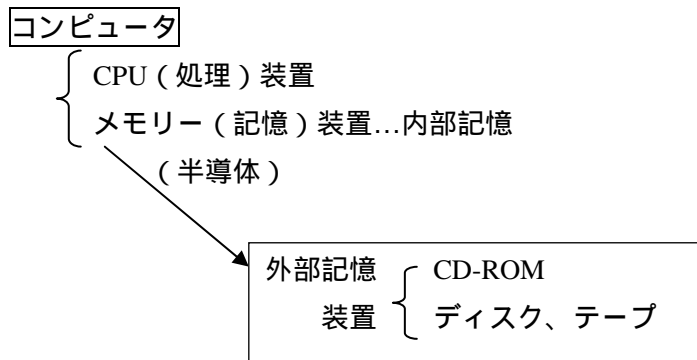 コンピュータ
CPU（処理）装置
メモリー（記憶）装置…内部記憶
（半導体）
外部記憶 CD-ROM
装置 ディスク、テープ